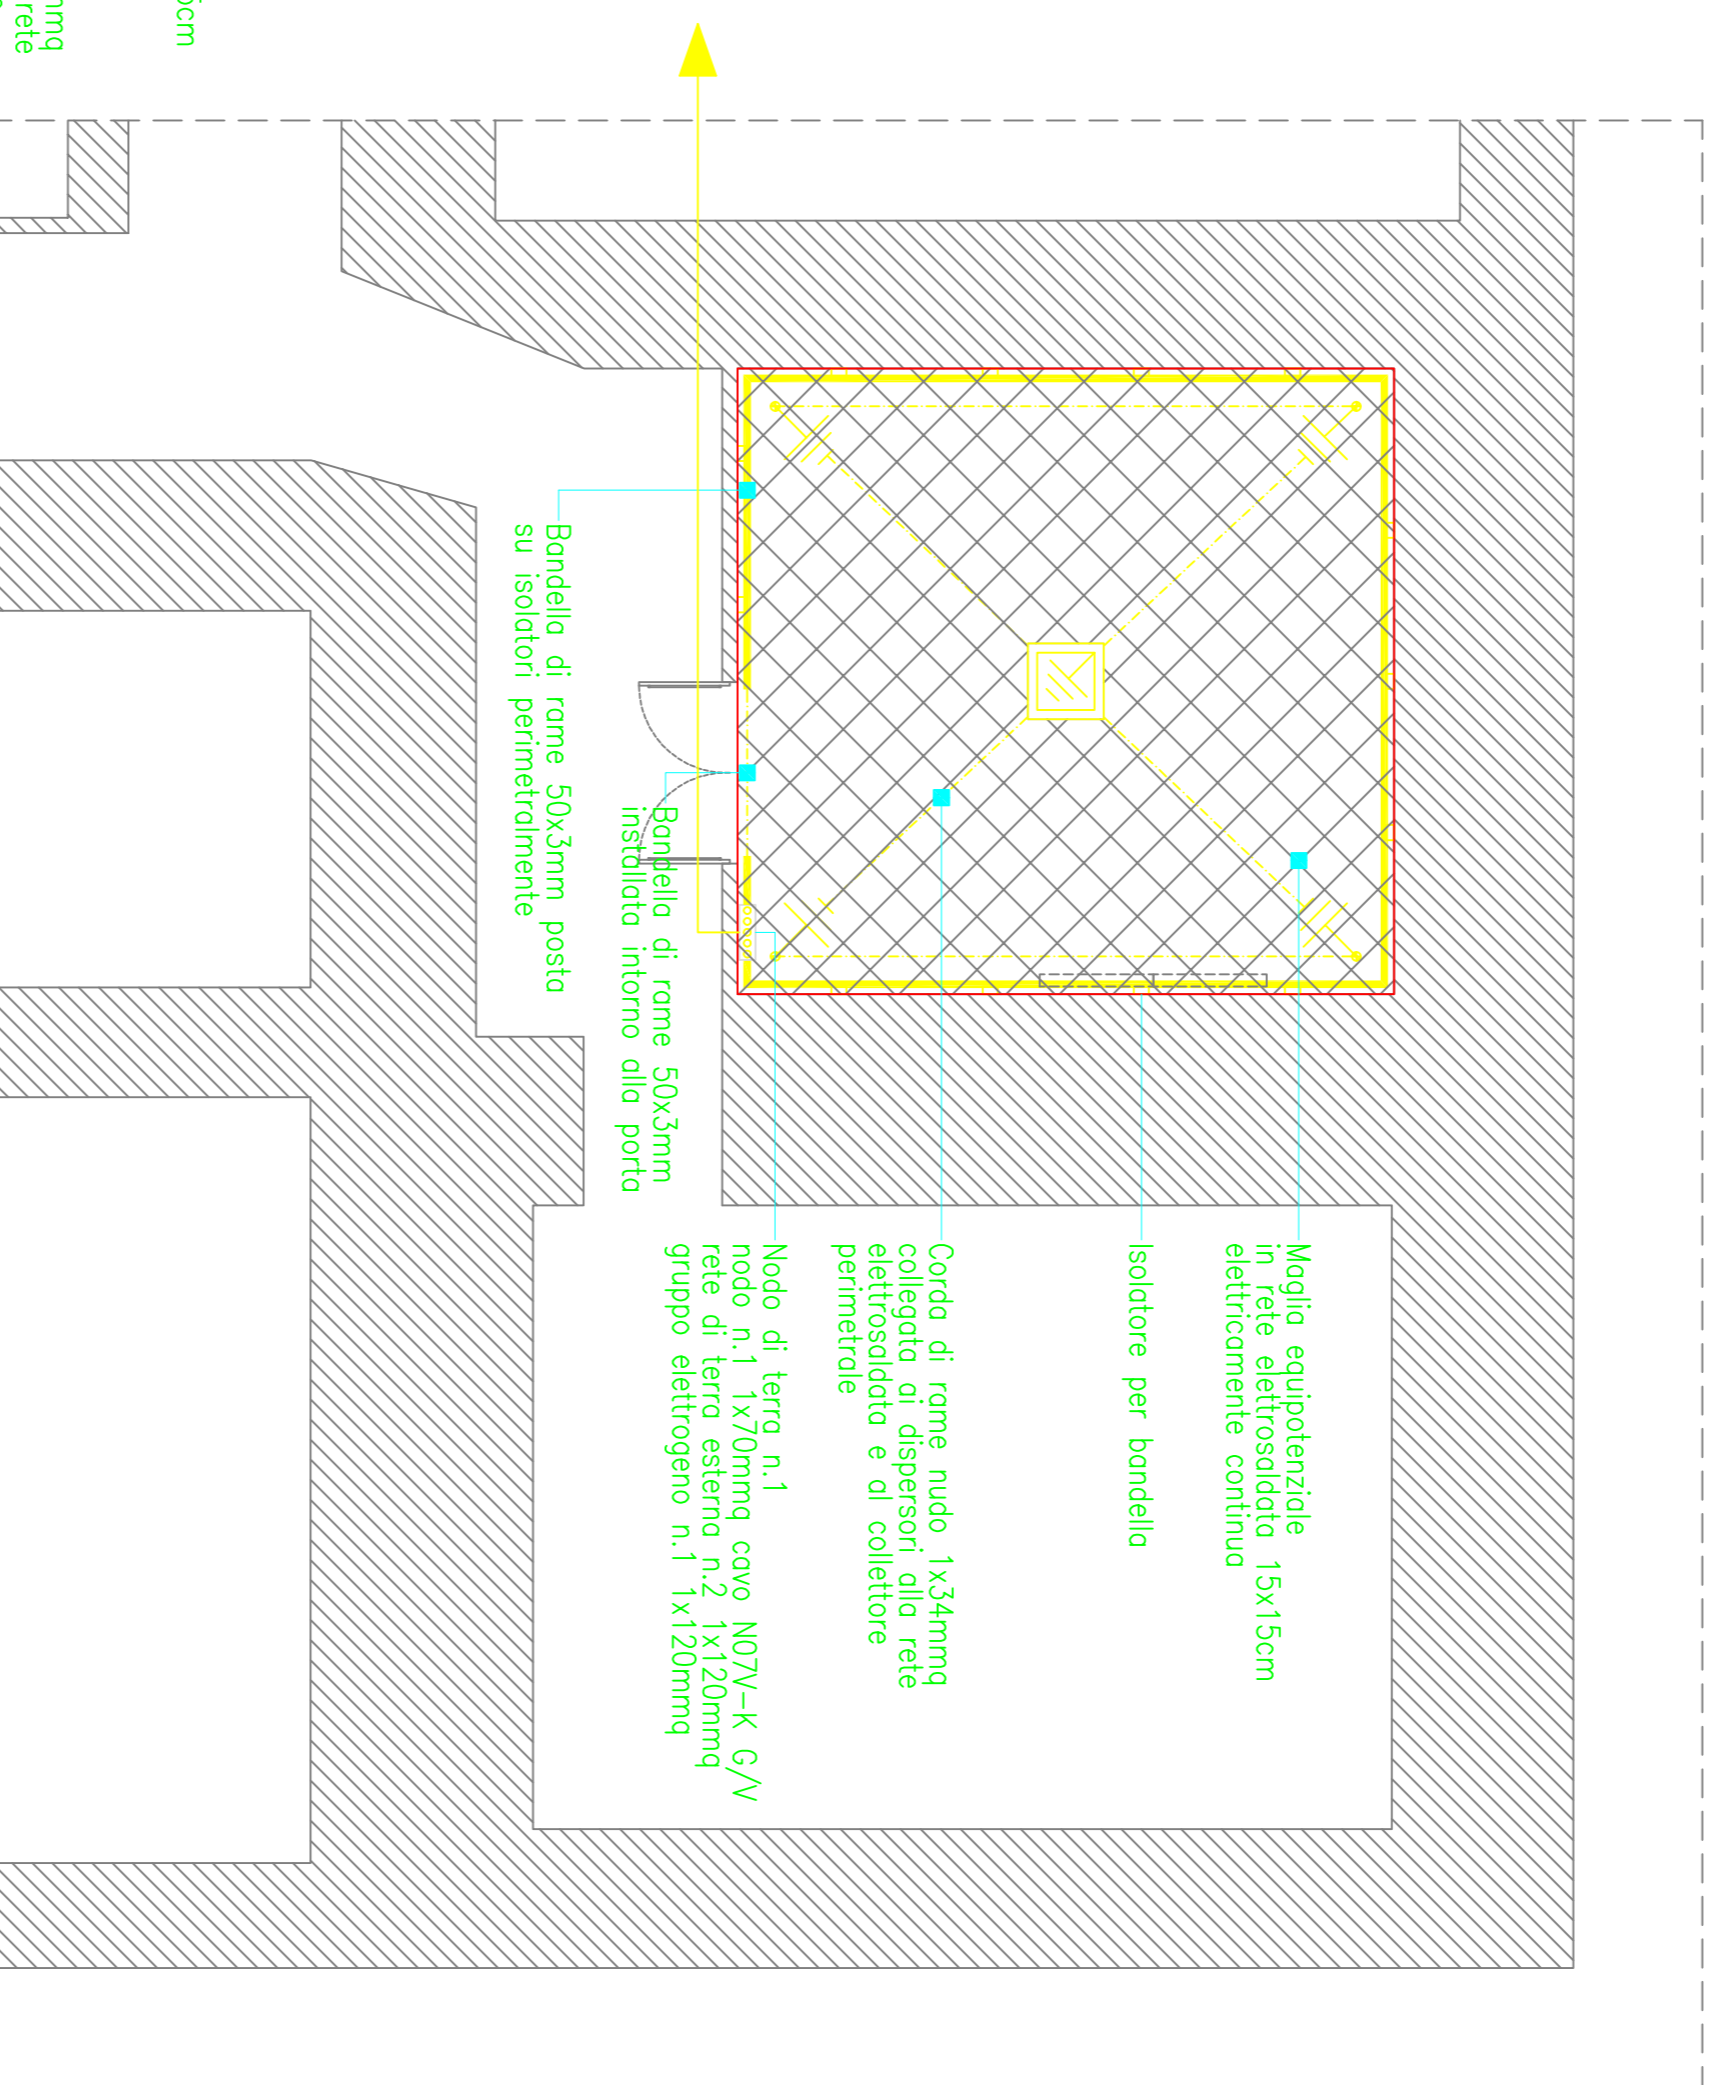 Maglia equipotenziale
in rete elettrosaldata 15x15cm
elettricamente continua
Isolatore per bandella
Corda di rame nudo 1x34mmq
collegata ai dispersori alla rete
elettrosaldata e al collettore
perimetrale
Nodo di terra n.1
nodo n.1 1x70mmq cavo N07V-K G/V
rete di terra esterna n.2 1x120mmq
gruppo elettrogeno n.1 1x120mmq
Bandella di rame 50x3mm
installata intorno alla porta
Bandella di rame 50x3mm posta
su isolatori perimetralmente
rete